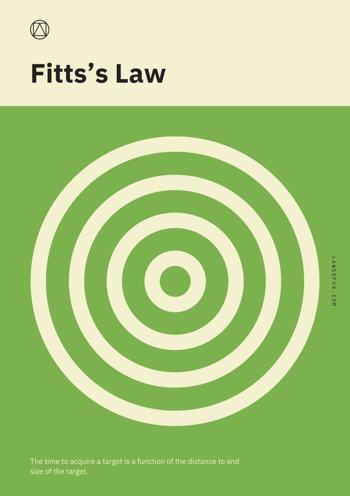 Fitts’s Law
LAWSOFUX.COM
The time to acquire a target is a function of the distance to and
size of the target.